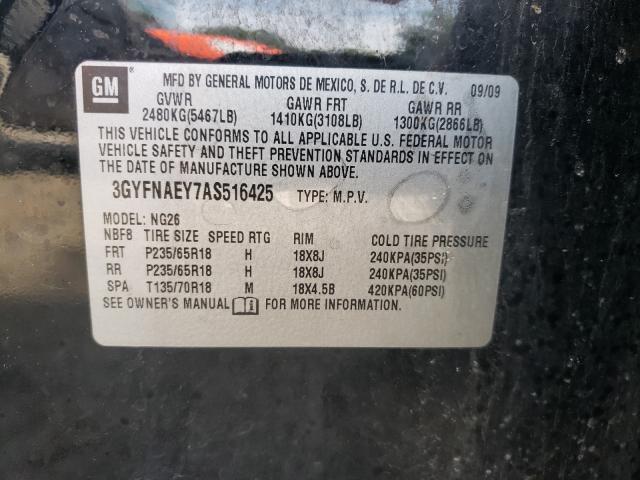 GM ®
MFD BY GENERAL MOTORS DE MEXICO, S. DE R.L. DE C.V. 09/09
GVWR GAWR FRT GAWR RR
2480KG(5467LB) 1410KG(3108LB) 1300KG(2866LB)
THIS VEHICLE CONFORMS TO ALL APPLICABLE U.S. FEDERAL MOTOR
VEHICLE SAFETY AND THEFT PREVENTION STANDARDS IN EFFECT ON
THE DATE OF MANUFACTURE SHOWN ABOVE.
3GYFNAEY7AS516425 TYPE: M.P.V.
MODEL: NG26
NBF8 TIRE SIZE SPEED RTG RIM COLD TIRE PRESSURE
FRT P235/65R18 H 18X8J 240KPA(35PSI)
RR P235/65R18 H 18X8J 240KPA(35PSI)
SPA T135/70R18 M 18X4.5B 420KPA(60PSI)
SEE OWNER'S MANUAL FOR MORE INFORMATION.